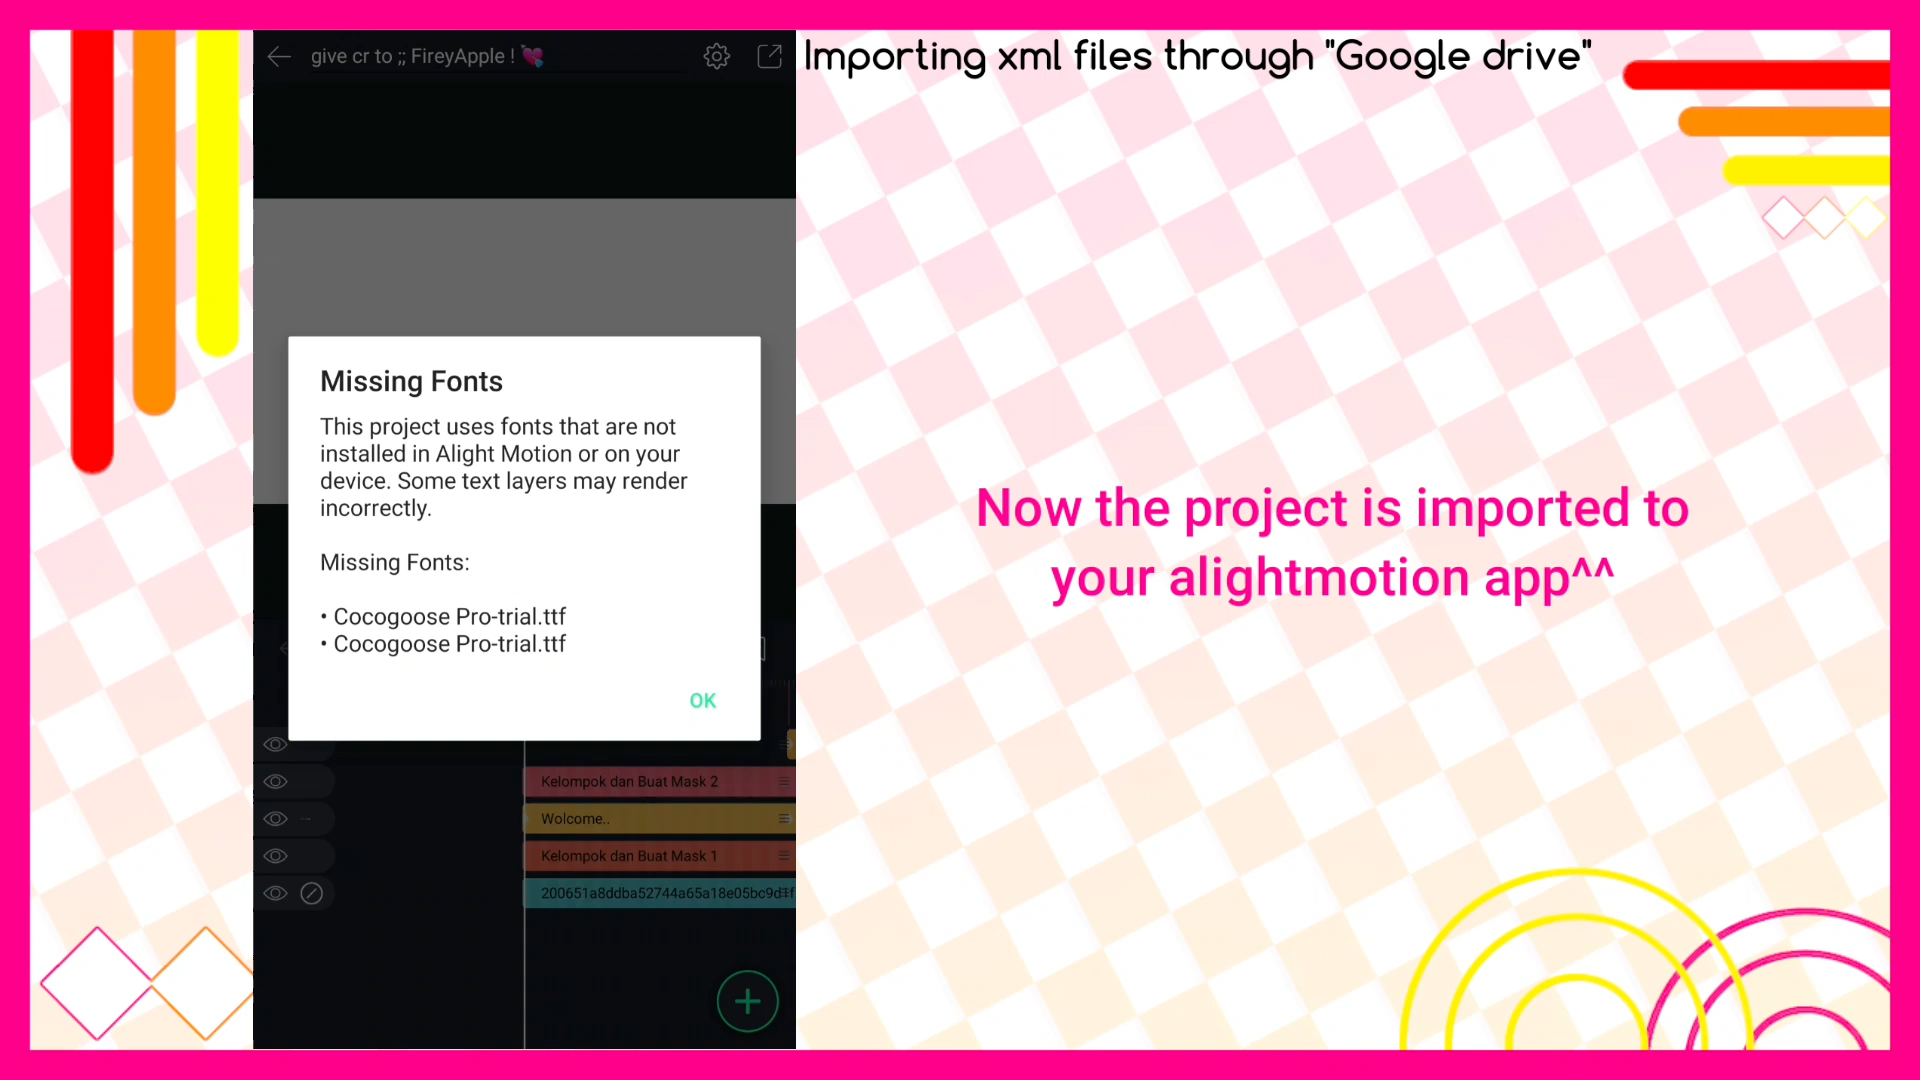 give cr to ;; FireyApple ! 💘
Importing xml files through "Google drive"
Missing Fonts
This project uses fonts that are not
installed in Alight Motion or on your
device. Some text layers may render
incorrectly.
Missing Fonts:
• Cocogoose Pro-trial.ttf
• Cocogoose Pro-trial.ttf
OK
Now the project is imported to
your alightmotion app^^
Kelompok dan Buat Mask 2
Wolcome..
Kelompok dan Buat Mask 1
200651a8ddba52744a65a18e05bc9d